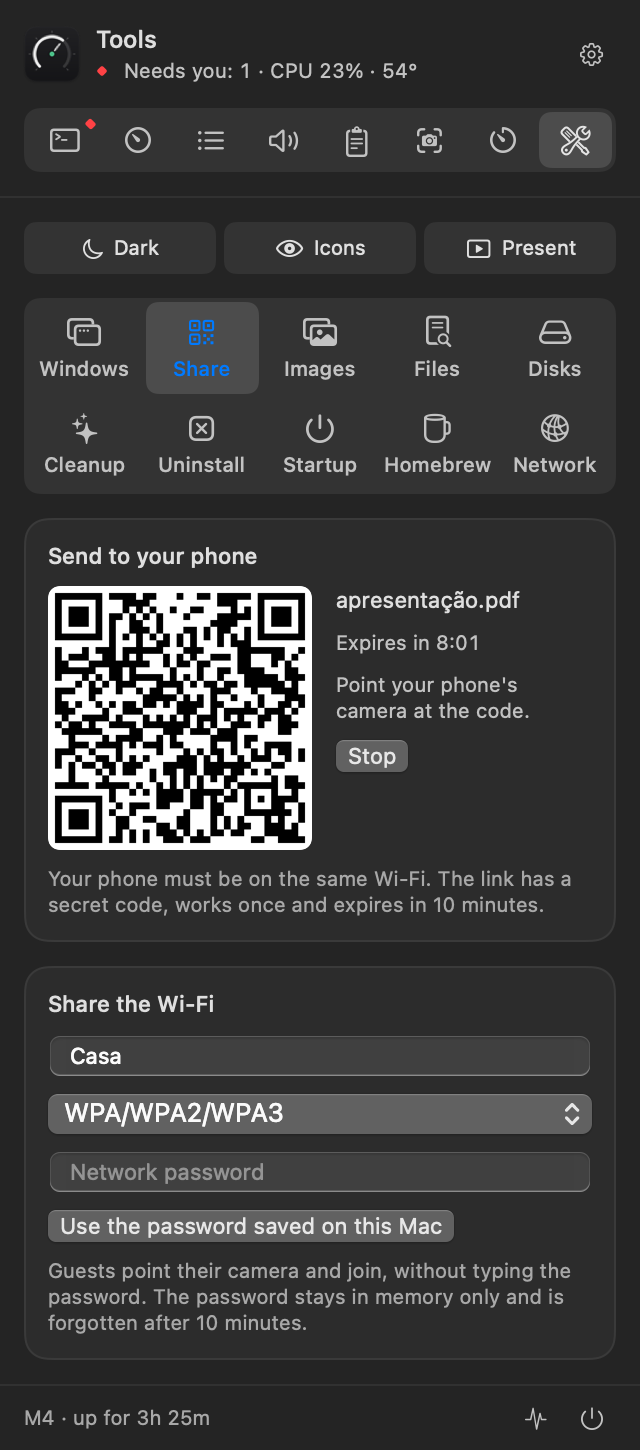 Tools
Needs you: 1 · CPU 23% · 54°
Dark
Icons
Present
Windows
Share
Images
Files
Disks
Cleanup
Uninstall
Startup
Homebrew
Network
Send to your phone
apresentação.pdf
Expires in 8:01
Point your phone's
camera at the code.
Stop
Your phone must be on the same Wi-Fi. The link has a
secret code, works once and expires in 10 minutes.
Share the Wi-Fi
Casa
WPA/WPA2/WPA3
Network password
Use the password saved on this Mac
Guests point their camera and join, without typing the
password. The password stays in memory only and is
forgotten after 10 minutes.
M4 · up for 3h 25m